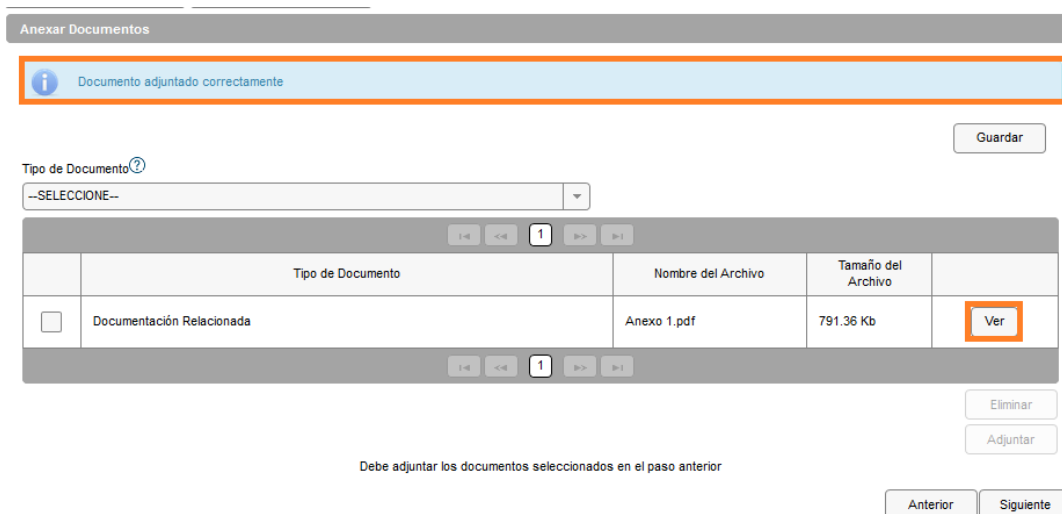 Anexar Documentos
Documento adjuntado correctamente
Guardar
Tipo de Documento?
--SELECCIONE--
1
Tipo de Documento Nombre del Archivo Tamaño del Archivo
Documentación Relacionada Anexo 1.pdf 791.36 Kb Ver
1
Eliminar
Adjuntar
Debe adjuntar los documentos seleccionados en el paso anterior
Anterior Siguiente